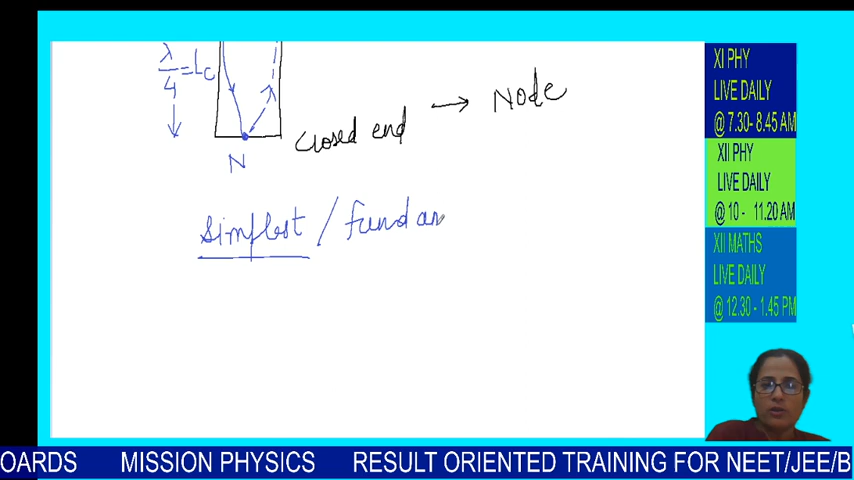 λ/4 = Lc
closed end → Node
N
Simplest / fundam
XI PHY
LIVE DAILY
@ 7.30- 8.45 AM
XII PHY
LIVE DAILY
@ 10 - 11.20 AM
XII MATHS
LIVE DAILY
@ 12.30 - 1.45 PM
OARDS MISSION PHYSICS RESULT ORIENTED TRAINING FOR NEET/JEE/B